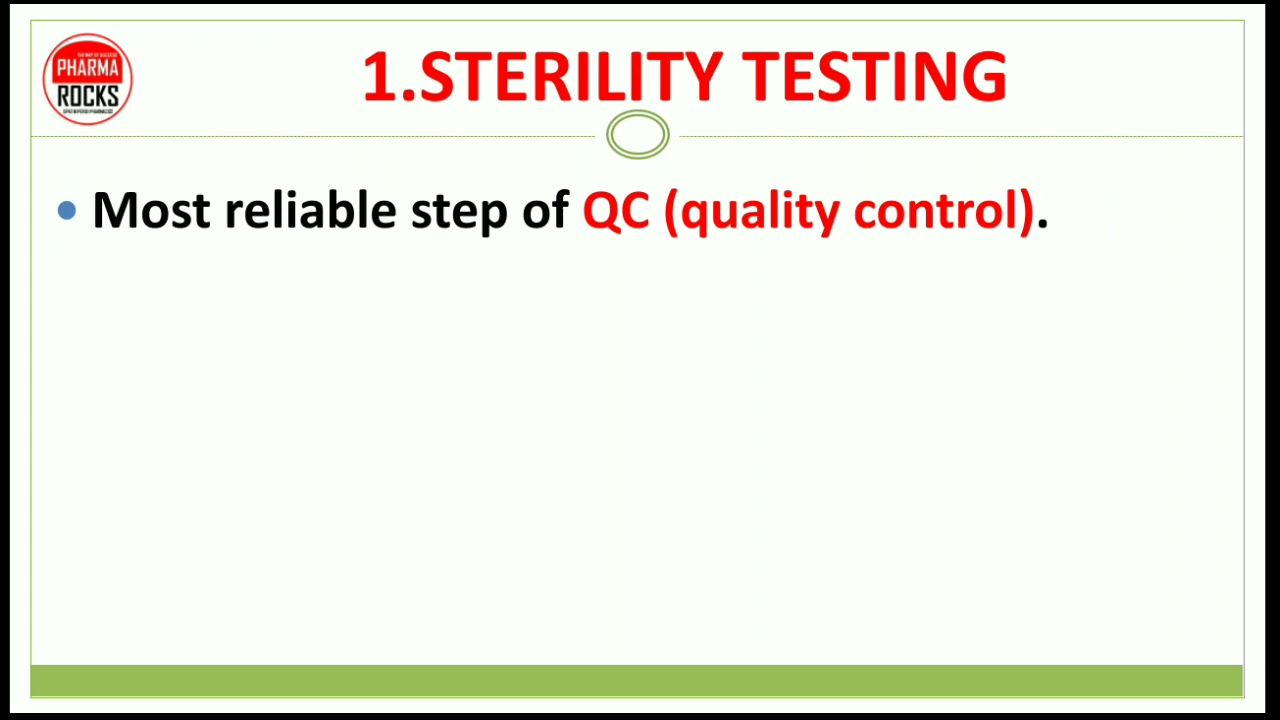 PHARMA
ROCKS
1.STERILITY TESTING
• Most reliable step of QC (quality control).